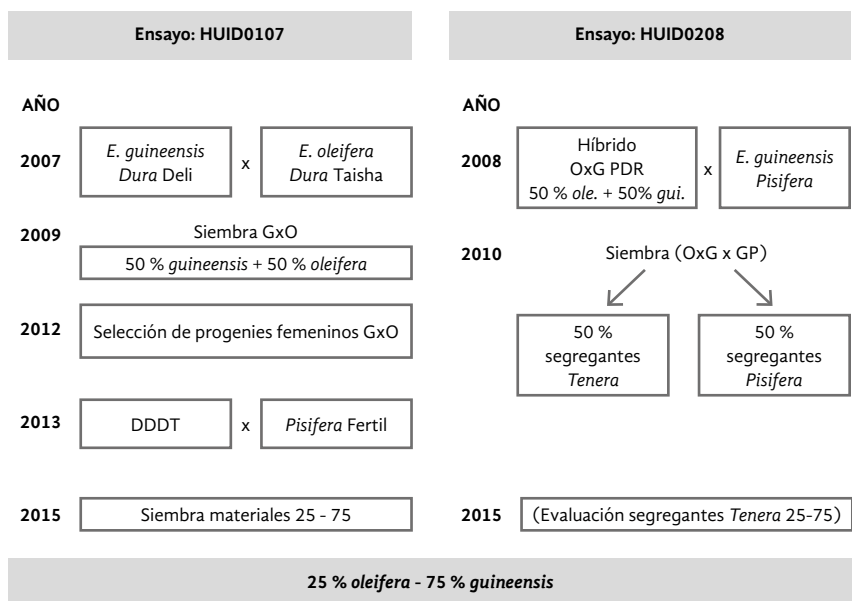 Ensayo: HUID0107
AÑO
2007
E. guineensis
Dura Deli
x
E. oleifera
Dura Taisha
2009
Siembra GxO
50 % guineensis + 50 % oleifera
2012
Selección de progenies femeninos GxO
2013
DDDT
x
Pisifera Fertil
2015
Siembra materiales 25 - 75
Ensayo: HUID0208
AÑO
2008
Híbrido
OxG PDR
50 % ole. + 50% gui.
x
E. guineensis
Pisifera
2010
Siembra (OxG x GP)
50 %
segregantes
Tenera
50 %
segregantes
Pisifera
2015
(Evaluación segregantes Tenera 25-75)
25 % oleifera - 75 % guineensis